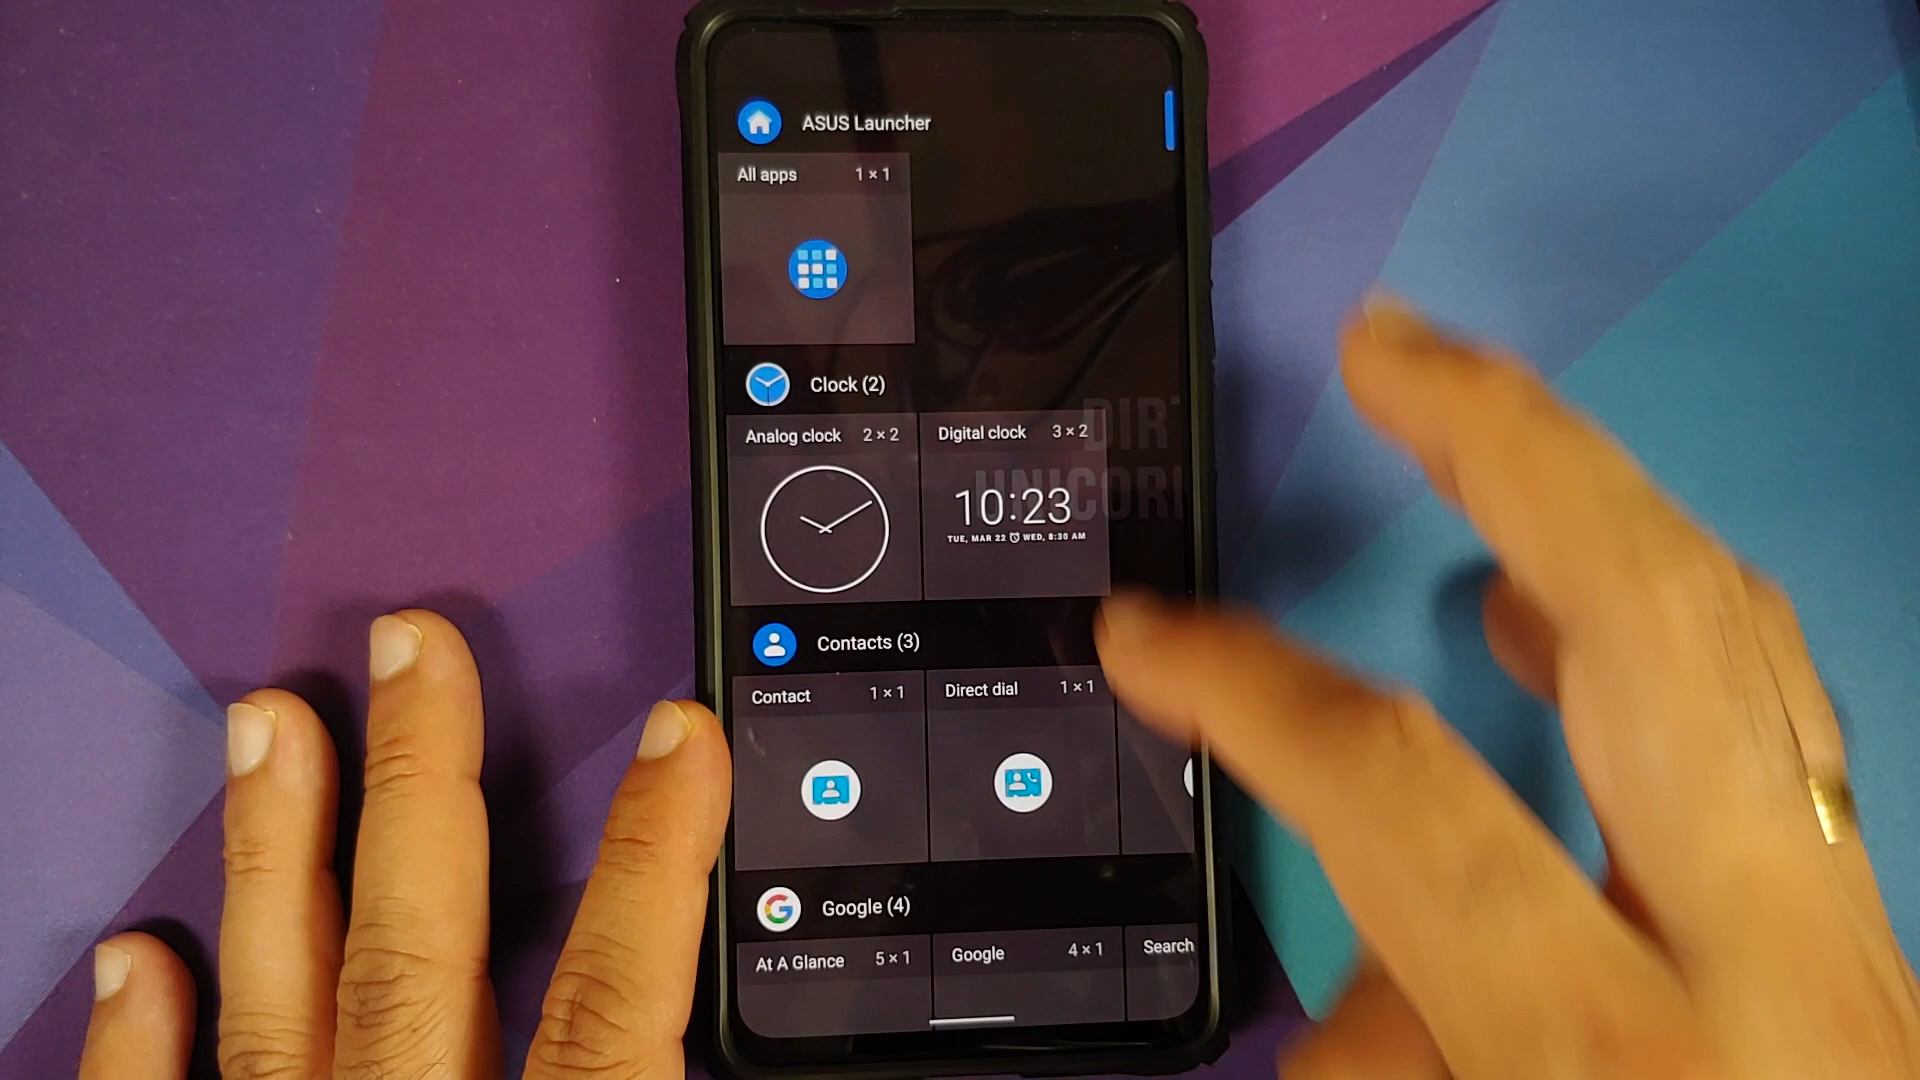 ASUS Launcher
All apps 1 × 1
Clock (2)
Analog clock 2 × 2
Digital clock 3 × 2
10:23
TUE, MAR 22 WED, 8:30 AM
Contacts (3)
Contact 1 × 1
Direct dial 1 × 1
Google (4)
At A Glance 5 × 1
Google 4 × 1
Search